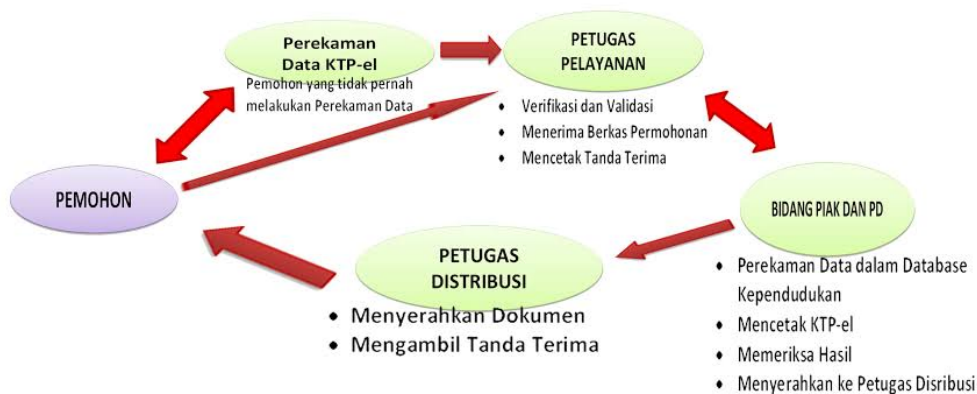 Perekaman
Data KTP-el
Pemohon yang tidak pernah
melakukan Perekaman Data
PETUGAS
PELAYANAN
• Verifikasi dan Validasi
• Menerima Berkas Permohonan
• Mencetak Tanda Terima
PEMOHON
BIDANG PIAK DAN PD
• Perekaman Data dalam Database
Kependudukan
• Mencetak KTP-el
• Memeriksa Hasil
• Menyerahkan ke Petugas Disribusi
PETUGAS
DISTRIBUSI
• Menyerahkan Dokumen
• Mengambil Tanda Terima